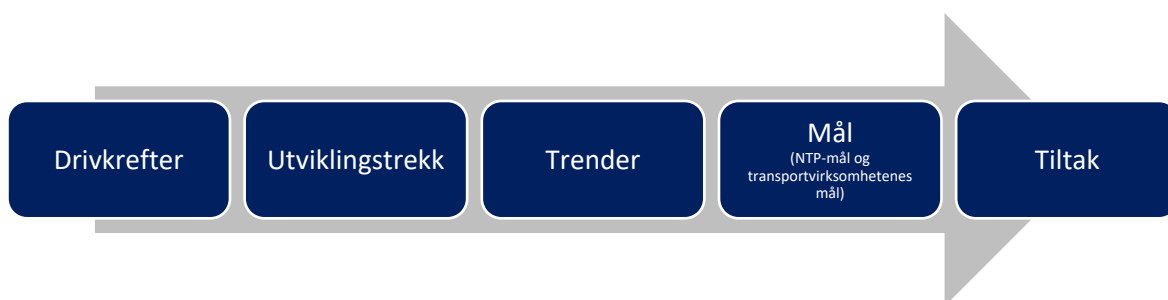 Drivkrefter
Utviklingstrekk
Trender
Mål
(NTP-mål og
transportvirksomhetenes
mål)
Tiltak